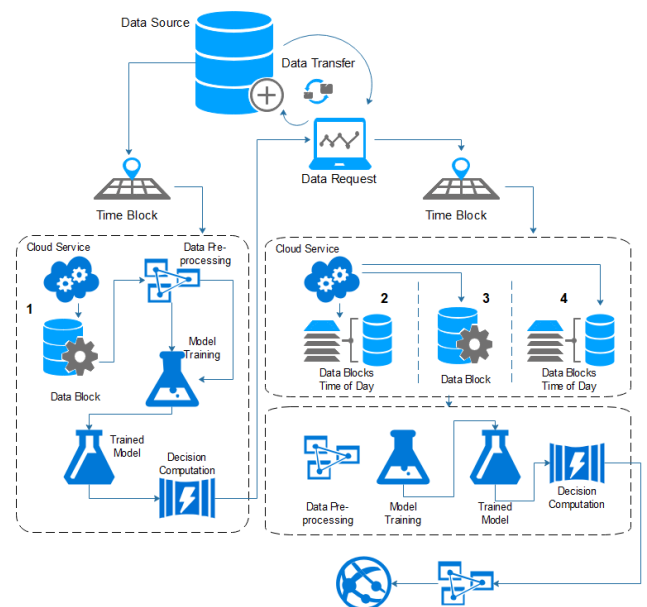 Data Source
Data Transfer
Data Request
Time Block
Time Block
Cloud Service
Data Pre-
processing
1
Model
Training
Data Block
Trained
Model
Decision
Computation
Cloud Service
2
3
4
Data Blocks
Time of Day
Data Block
Data Blocks
Time of Day
Data Pre-
processing
Model
Training
Trained
Model
Decision
Computation